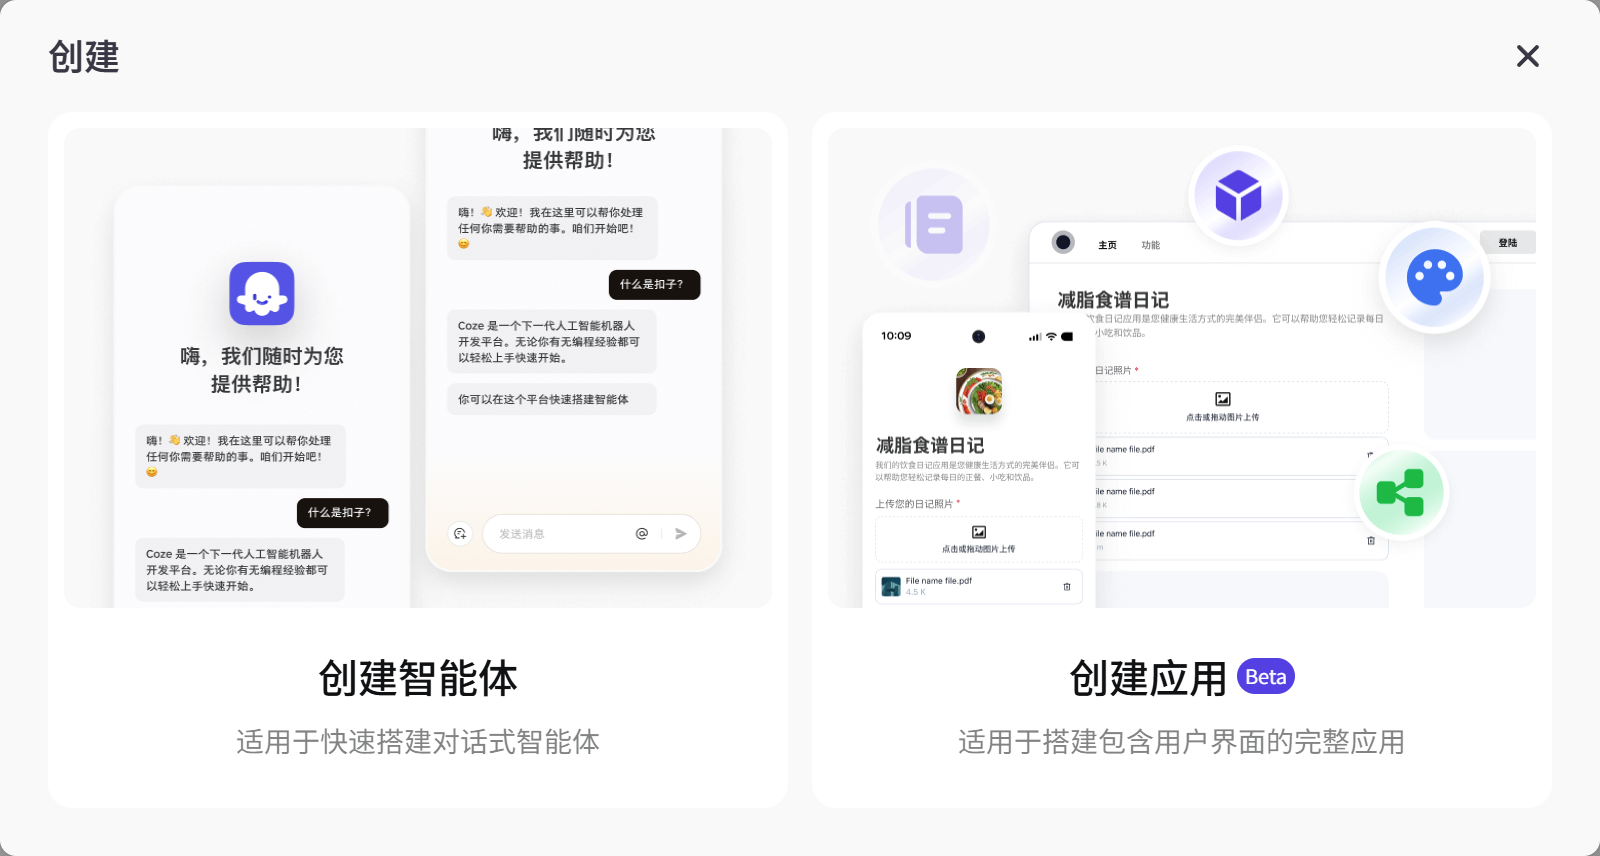 创建
嗨，我们随时为您
提供帮助！
嗨！👋 欢迎！我在这里可以帮你处理
任何你需要帮助的事。咱们开始吧！
😊
什么是扣子？
Coze 是一个下一代人工智能机器人
开发平台。无论你有无编程经验都可
以轻松上手快速开始。
嗨，我们随时为您
提供帮助！
嗨！👋 欢迎！我在这里可以帮你处理
任何你需要帮助的事。咱们开始吧！
😊
什么是扣子？
Coze 是一个下一代人工智能机器人
开发平台。无论你有无编程经验都可
以轻松上手快速开始。
你可以在这个平台快速搭建智能体
发送消息
创建智能体
适用于快速搭建对话式智能体
主页
功能
登陆
减脂食谱日记
饮食日记应用是您健康生活方式的完美伴侣。它可以帮助您轻松记录每日
小吃和饮品。
日记照片 *
点击或拖动图片上传
ile name file.pdf
.5 K
ile name file.pdf
.8 K
ile name file.pdf
m
10:09
减脂食谱日记
我们的饮食日记应用是您健康生活方式的完美伴侣。它可
以帮助您轻松记录每日的正餐、小吃和饮品。
上传您的日记照片 *
点击或拖动图片上传
File name file.pdf
4.5 K
创建应用 Beta
适用于搭建包含用户界面的完整应用